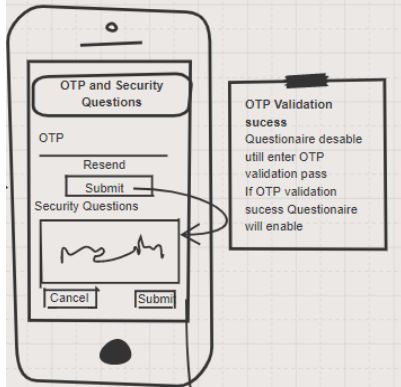 OTP and Security
Questions
OTP
Resend
Submit
Security Questions
Cancel
Submit
OTP Validation
sucess
Questionaire desable
utill enter OTP
validation pass
If OTP validation
sucess Questionaire
will enable